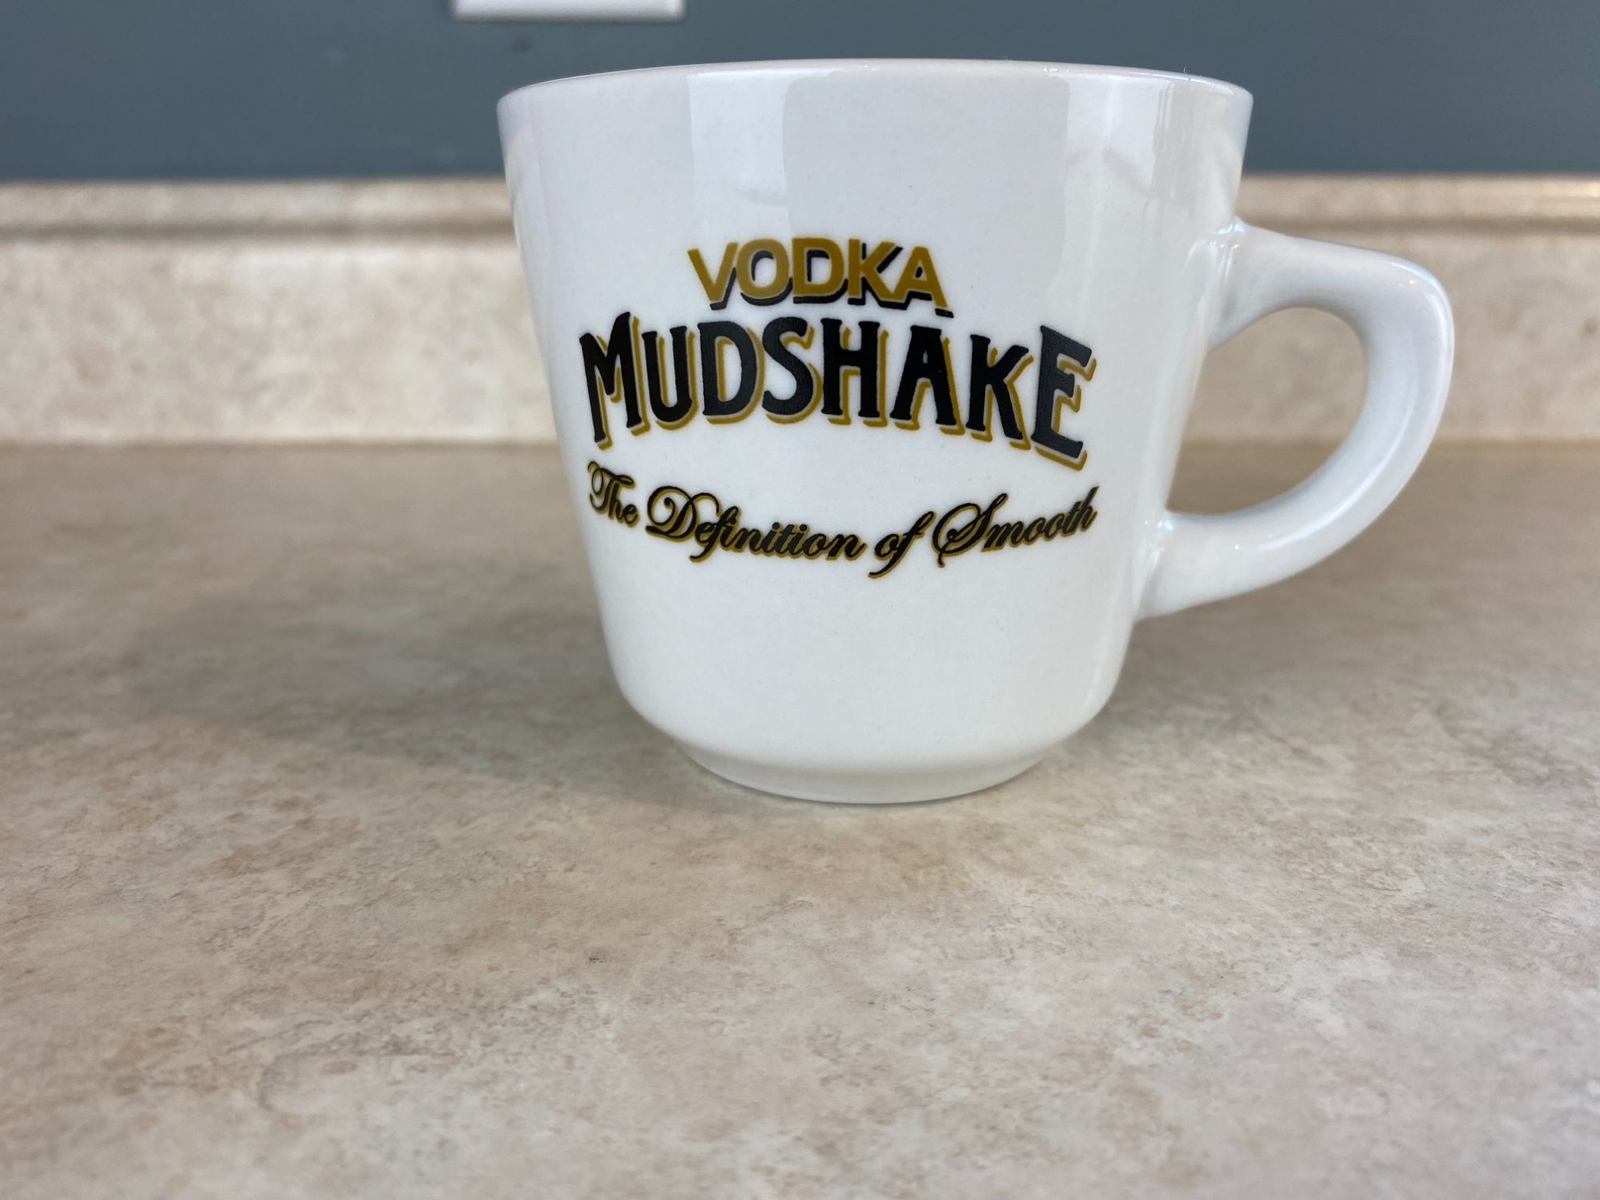 VODKA
MUDSHAKE
The Definition of Smooth